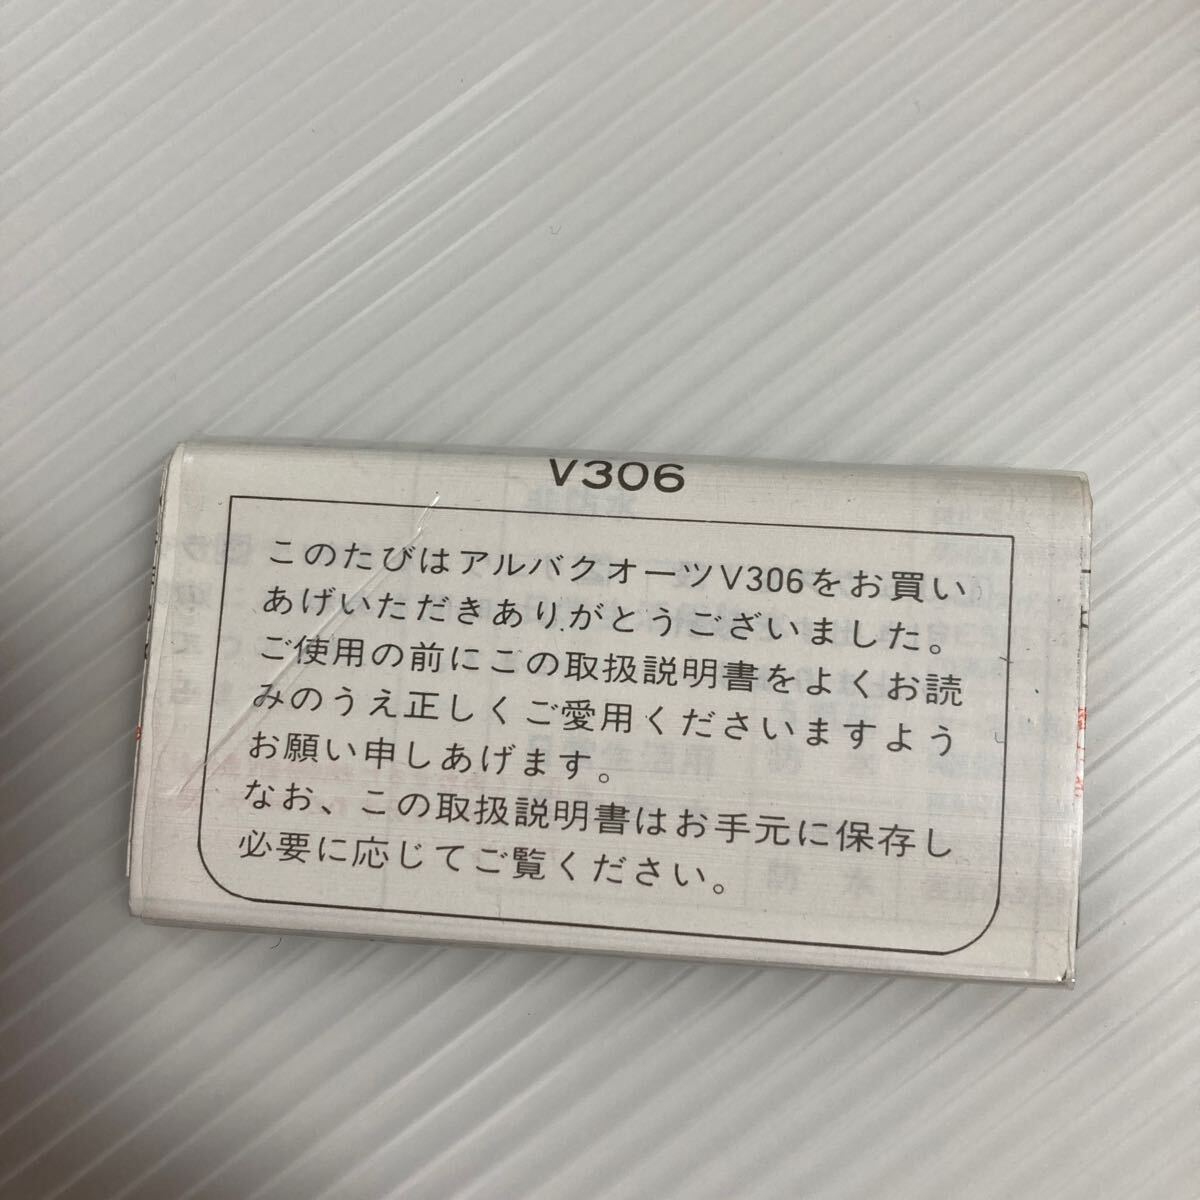 V306
このたびはアルバクオーツV306をお買い
あげいただきありがとうございました。
ご使用の前にこの取扱説明書をよくお読
みのうえ正しくご愛用くださいますよう
お願い申しあげます。
なお、この取扱説明書はお手元に保存し
必要に応じてご覧ください。